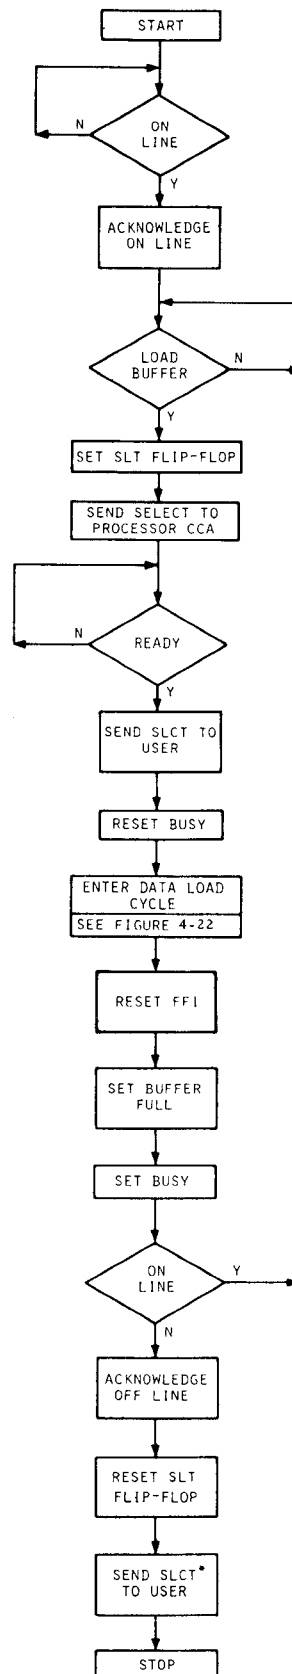 START
ON
LINE
N
Y
ACKNOWLEDGE
ON LINE
LOAD
BUFFER
N
Y
SET SLT FLIP-FLOP
SEND SELECT TO
PROCESSOR CCA
READY
N
Y
SEND SLCT TO
USER
RESET BUSY
ENTER DATA LOAD
CYCLE
SEE FIGURE 4-22
RESET FF1
SET BUFFER
FULL
SET BUSY
ON
LINE
Y
N
ACKNOWLEDGE
OFF LINE
RESET SLT
FLIP-FLOP
SEND SLCT*
TO USER
STOP